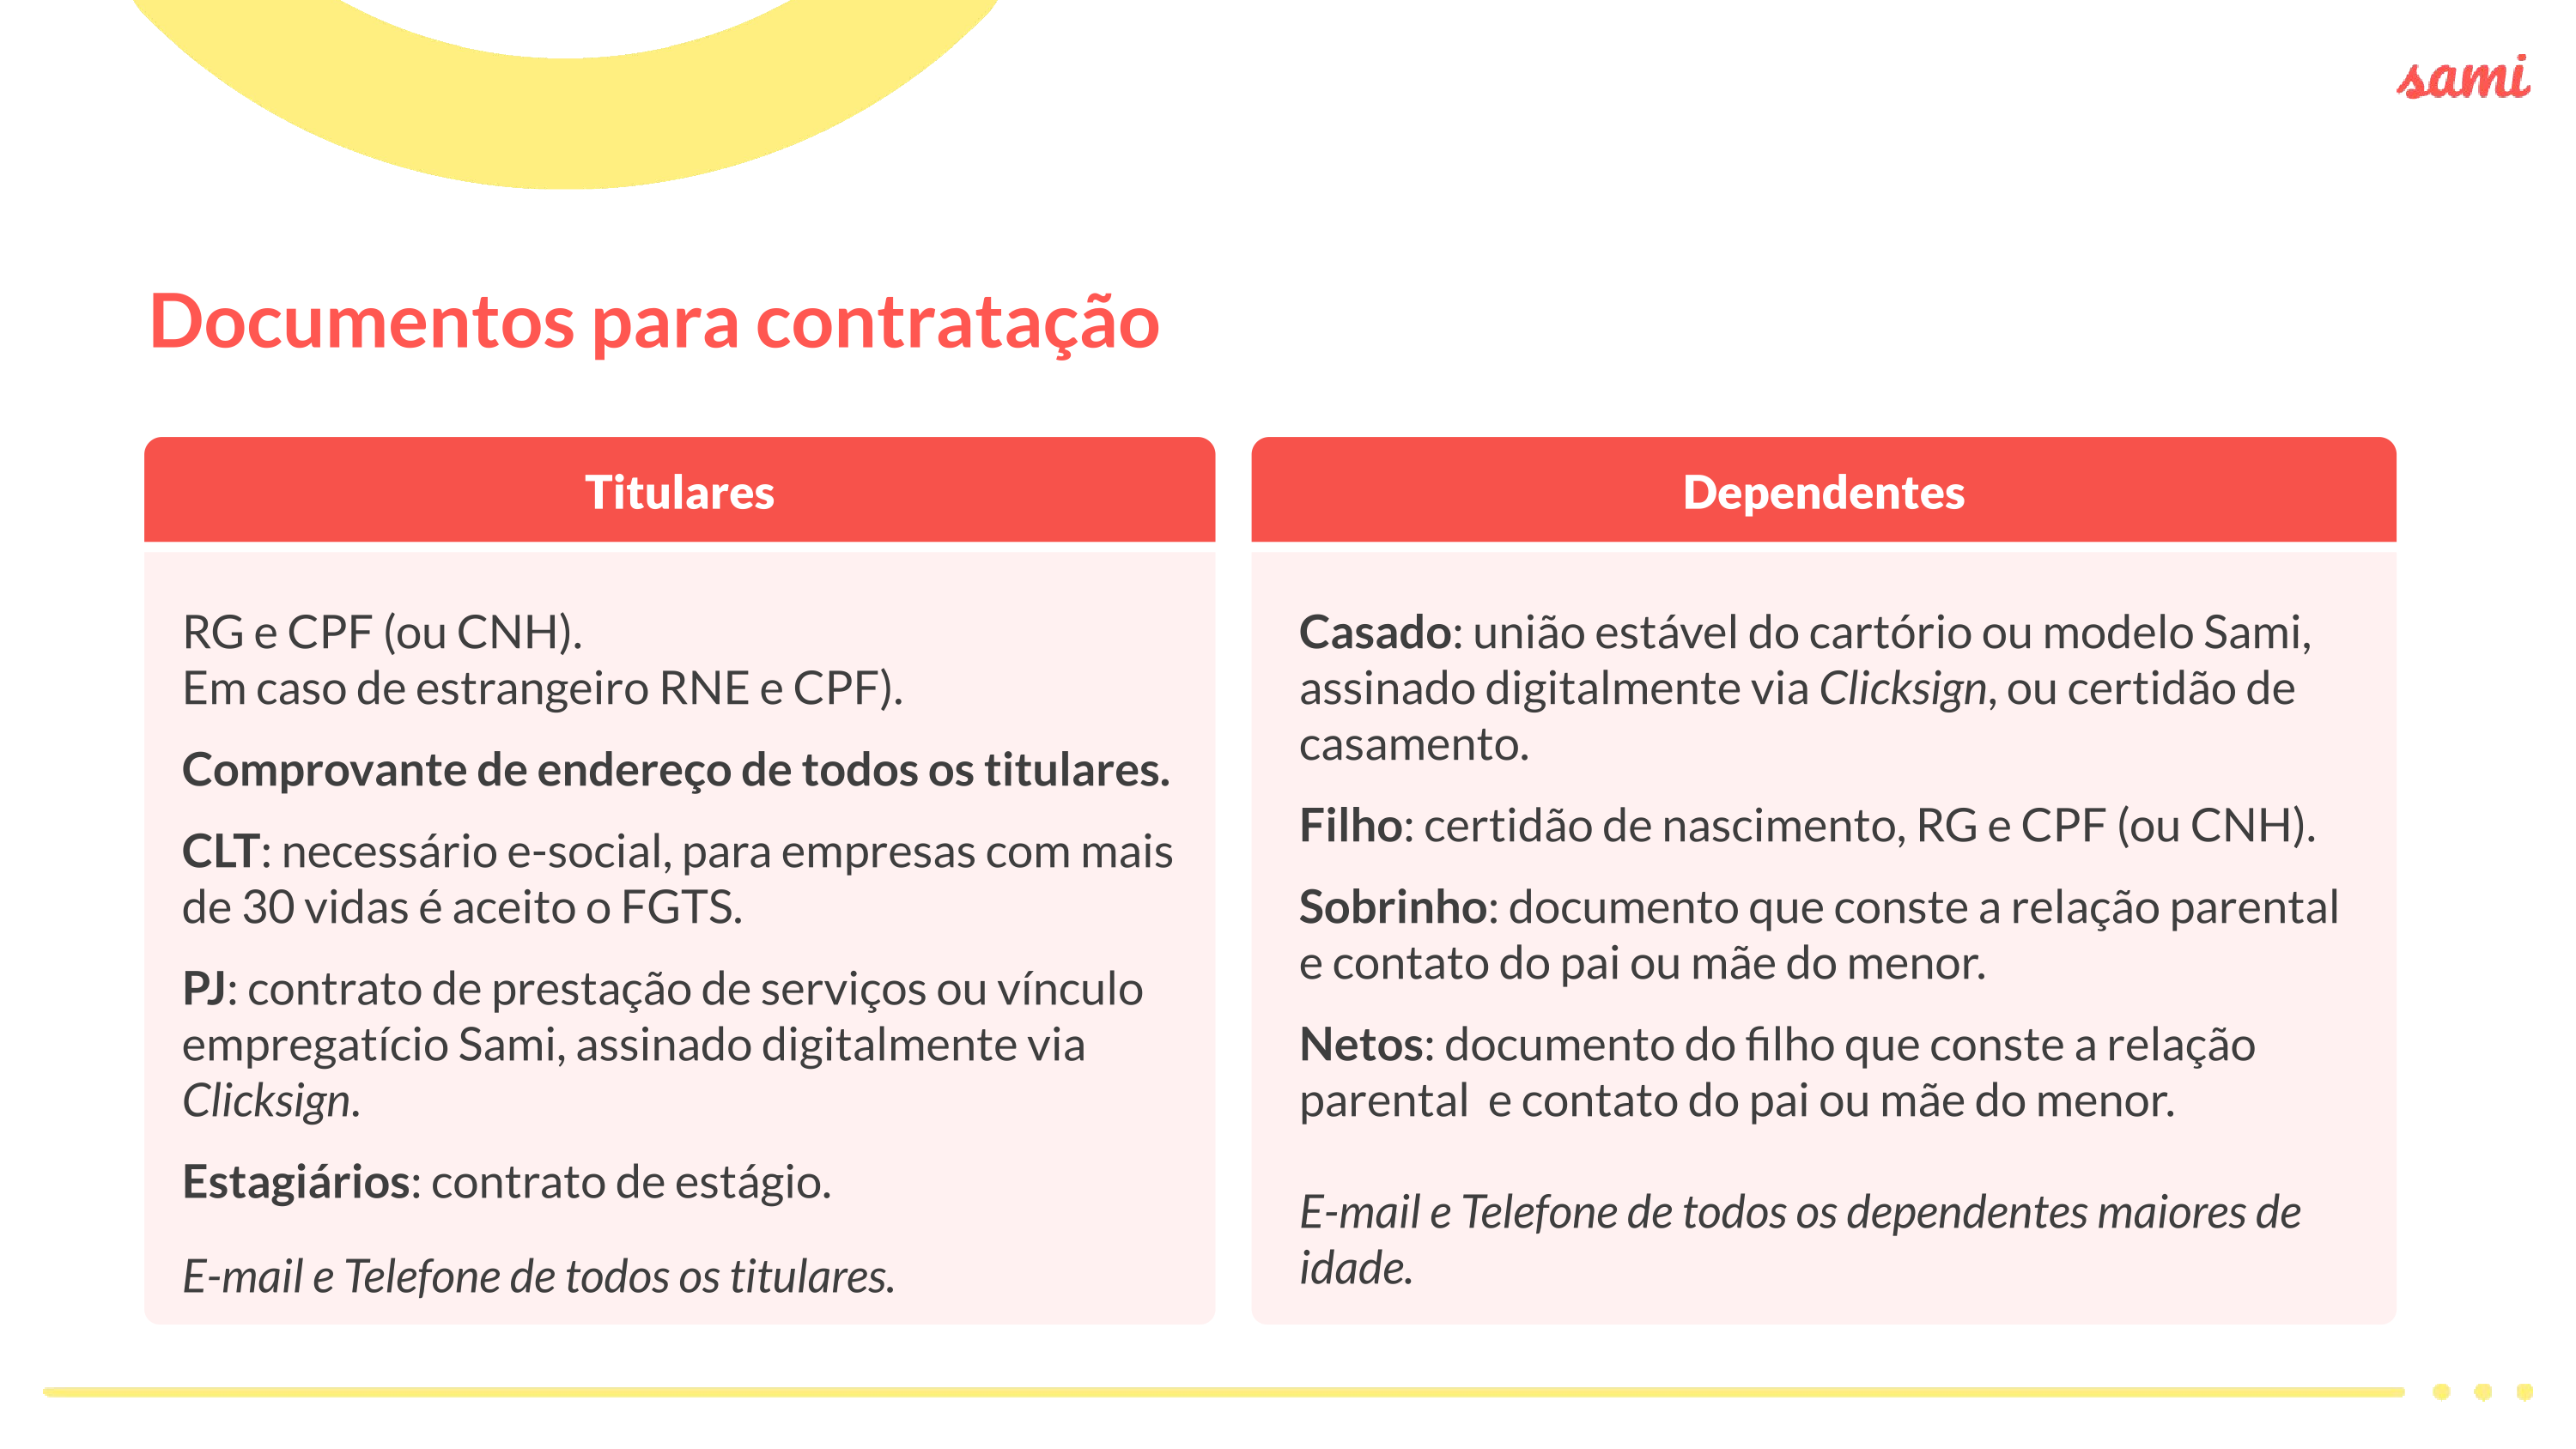 sami
Documentos para contratação
Titulares
RG e CPF (ou CNH).
Em caso de estrangeiro RNE e CPF).
Comprovante de endereço de todos os titulares.
CLT: necessário e-social, para empresas com mais
de 30 vidas é aceito o FGTS.
PJ: contrato de prestação de serviços ou vínculo
empregatício Sami, assinado digitalmente via
Clicksign.
Estagiários: contrato de estágio.
E-mail e Telefone de todos os titulares.
Dependentes
Casado: união estável do cartório ou modelo Sami,
assinado digitalmente via Clicksign, ou certidão de
casamento.
Filho: certidão de nascimento, RG e CPF (ou CNH).
Sobrinho: documento que conste a relação parental
e contato do pai ou mãe do menor.
Netos: documento do filho que conste a relação
parental  e contato do pai ou mãe do menor.
E-mail e Telefone de todos os dependentes maiores de
idade.